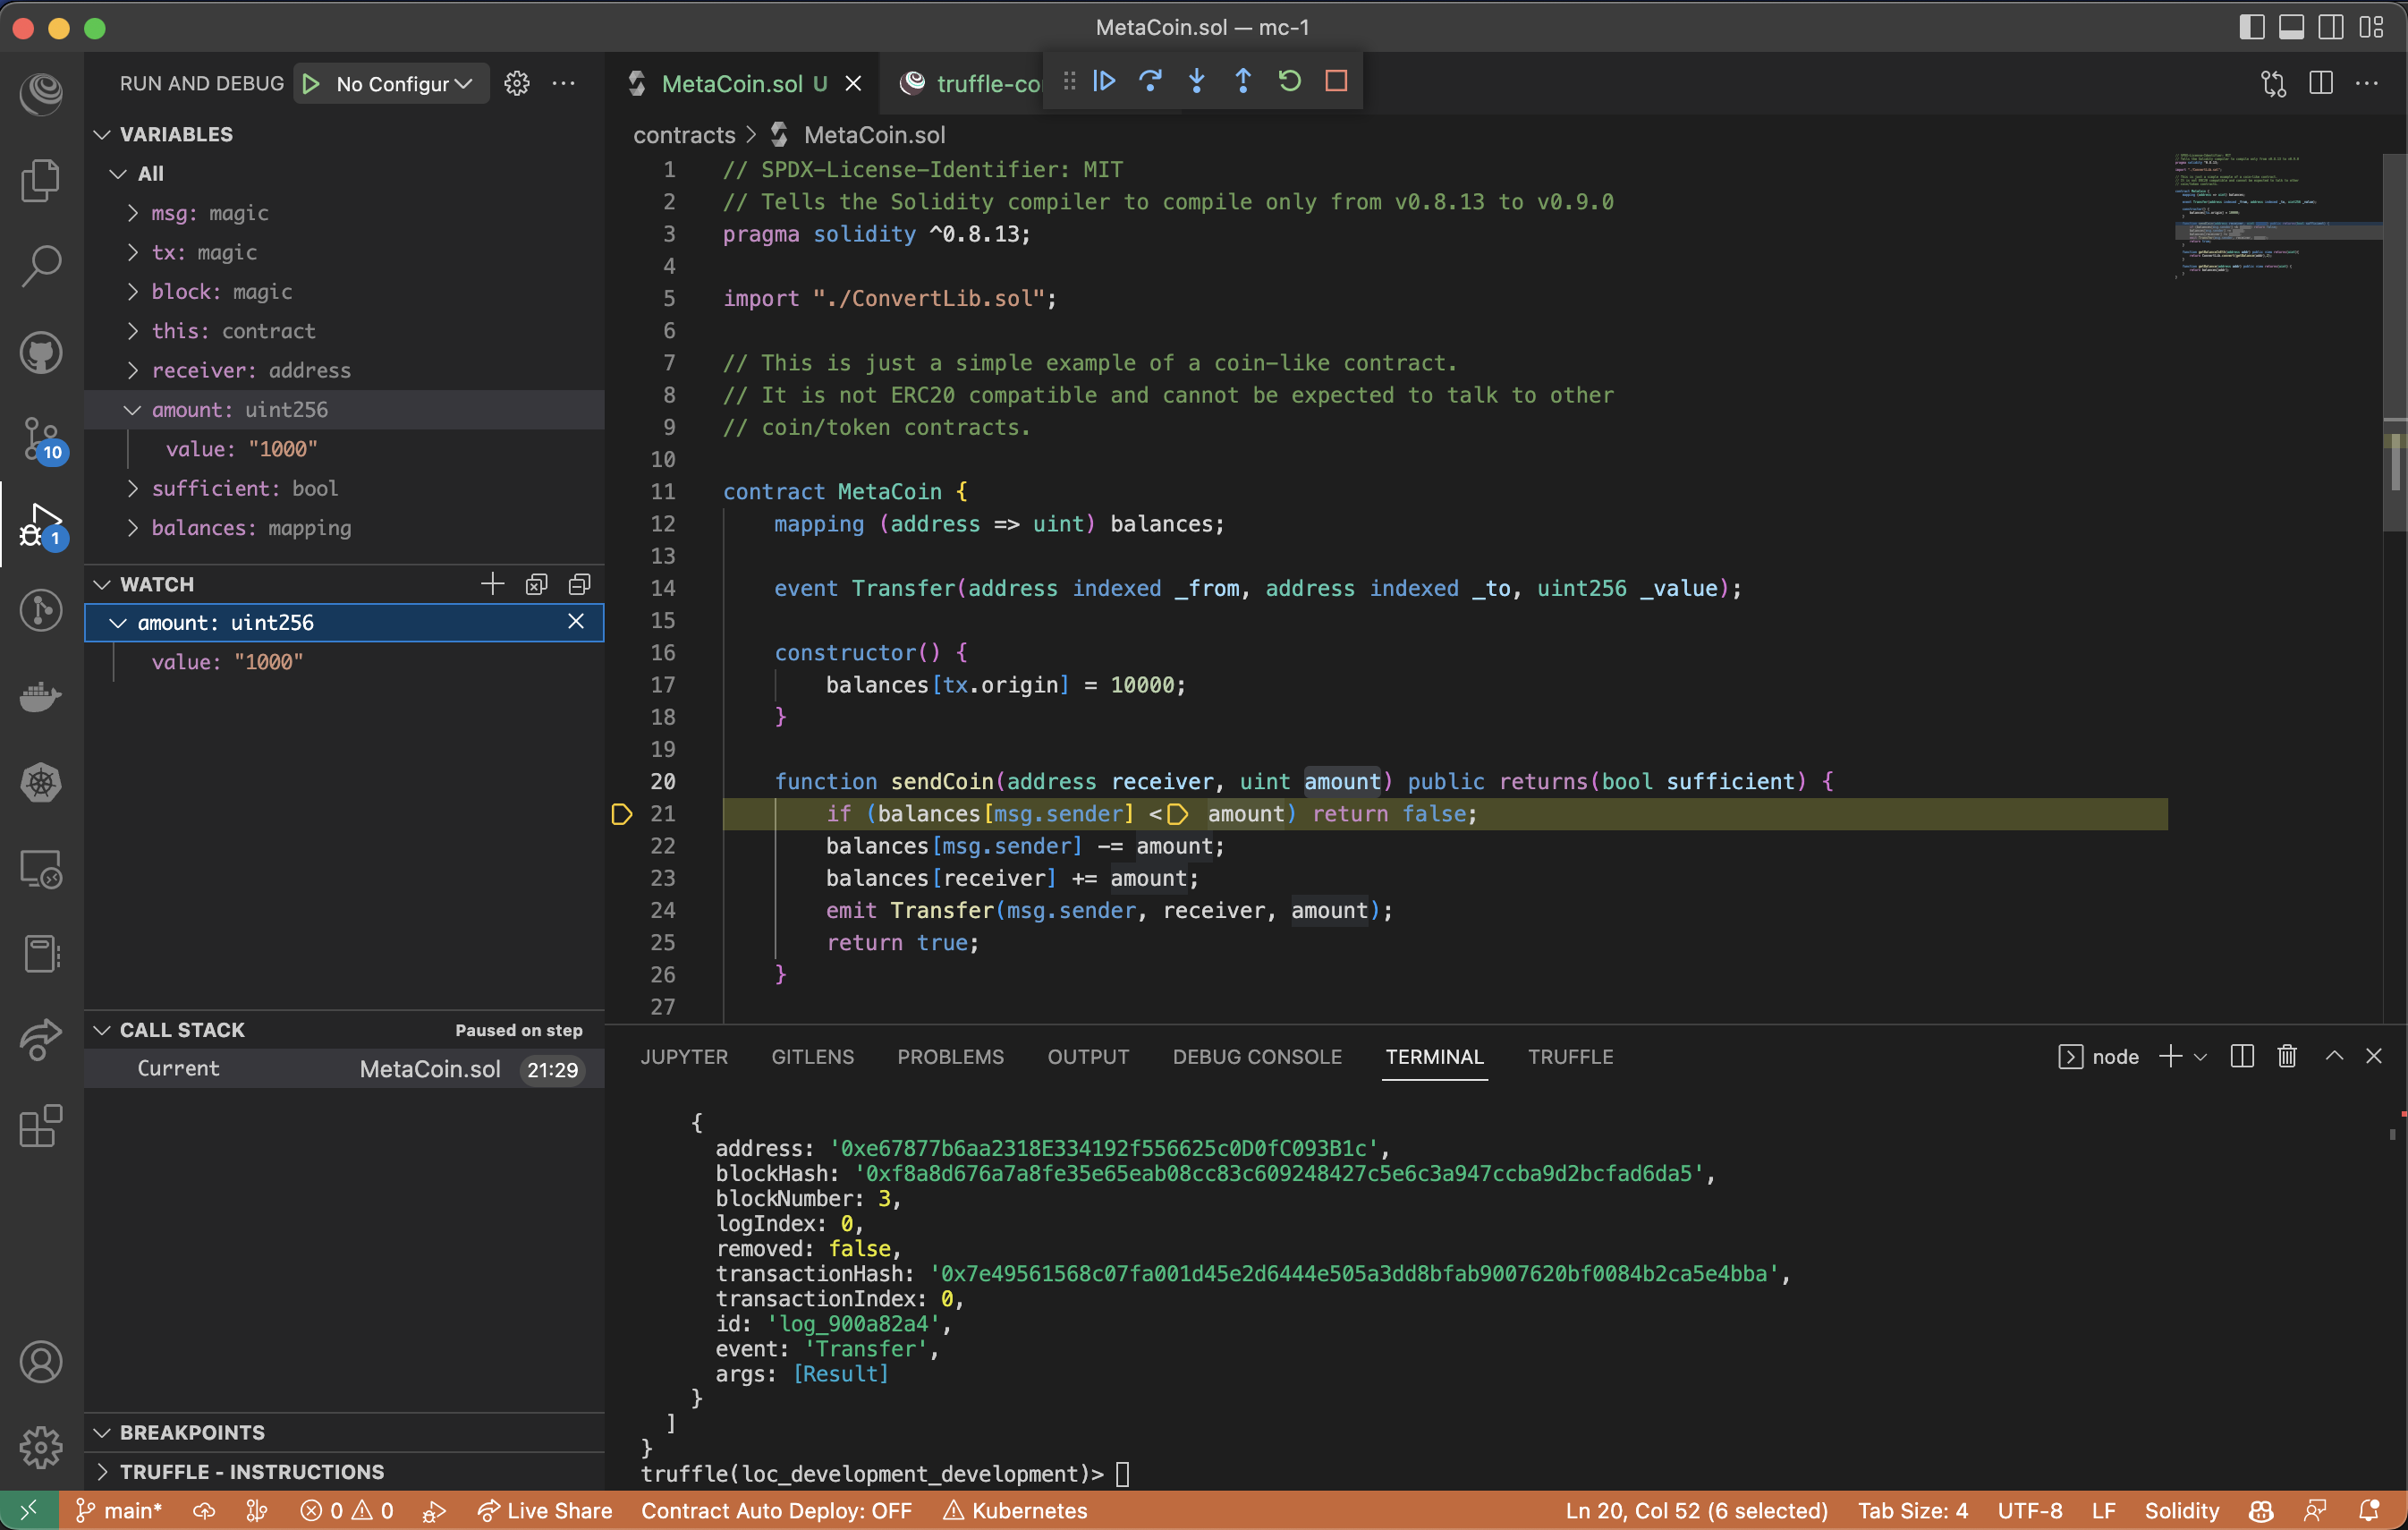 MetaCoin.sol — mc-1
RUN AND DEBUG
No Configur
MetaCoin.sol U
truffle-co
VARIABLES
All
msg: magic
tx: magic
block: magic
this: contract
receiver: address
amount: uint256
value: "1000"
sufficient: bool
balances: mapping
WATCH
amount: uint256
value: "1000"
CALL STACK
Paused on step
Current
MetaCoin.sol
21:29
BREAKPOINTS
TRUFFLE - INSTRUCTIONS
10
1
contracts > MetaCoin.sol
1 // SPDX-License-Identifier: MIT
2 // Tells the Solidity compiler to compile only from v0.8.13 to v0.9.0
3 pragma solidity ^0.8.13;
4
5 import "./ConvertLib.sol";
6
7 // This is just a simple example of a coin-like contract.
8 // It is not ERC20 compatible and cannot be expected to talk to other
9 // coin/token contracts.
10
11 contract MetaCoin {
12 mapping (address => uint) balances;
13
14 event Transfer(address indexed _from, address indexed _to, uint256 _value);
15
16 constructor() {
17 balances[tx.origin] = 10000;
18 }
19
20 function sendCoin(address receiver, uint amount) public returns(bool sufficient) {
21 if (balances[msg.sender] < amount) return false;
22 balances[msg.sender] -= amount;
23 balances[receiver] += amount;
24 emit Transfer(msg.sender, receiver, amount);
25 return true;
26 }
27
JUPYTER GITLENS PROBLEMS OUTPUT DEBUG CONSOLE TERMINAL TRUFFLE
node
{
address: '0xe67877b6aa2318E334192f556625c0D0fC093B1c',
blockHash: '0xf8a8d676a7a8fe35e65eab08cc83c609248427c5e6c3a947ccba9d2bcfad6da5',
blockNumber: 3,
logIndex: 0,
removed: false,
transactionHash: '0x7e49561568c07fa001d45e2d6444e505a3dd8bfab9007620bf0084b2ca5e4bba',
transactionIndex: 0,
id: 'log_900a82a4',
event: 'Transfer',
args: [Result]
}
]
}
truffle(loc_development_development)>
main* 0 0 Live Share Contract Auto Deploy: OFF Kubernetes Ln 20, Col 52 (6 selected) Tab Size: 4 UTF-8 LF Solidity